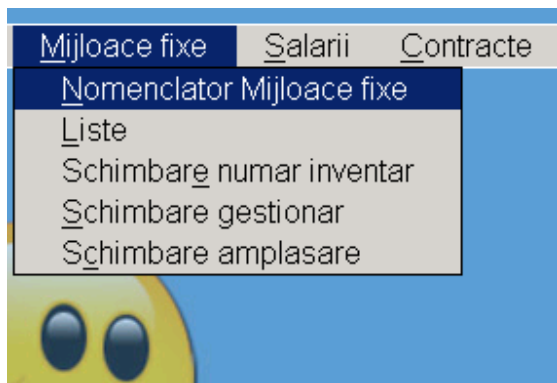 Mijloace fixe Salarii Contracte
Nomenclator Mijloace fixe
Liste
Schimbare numar inventar
Schimbare gestionar
Schimbare amplasare